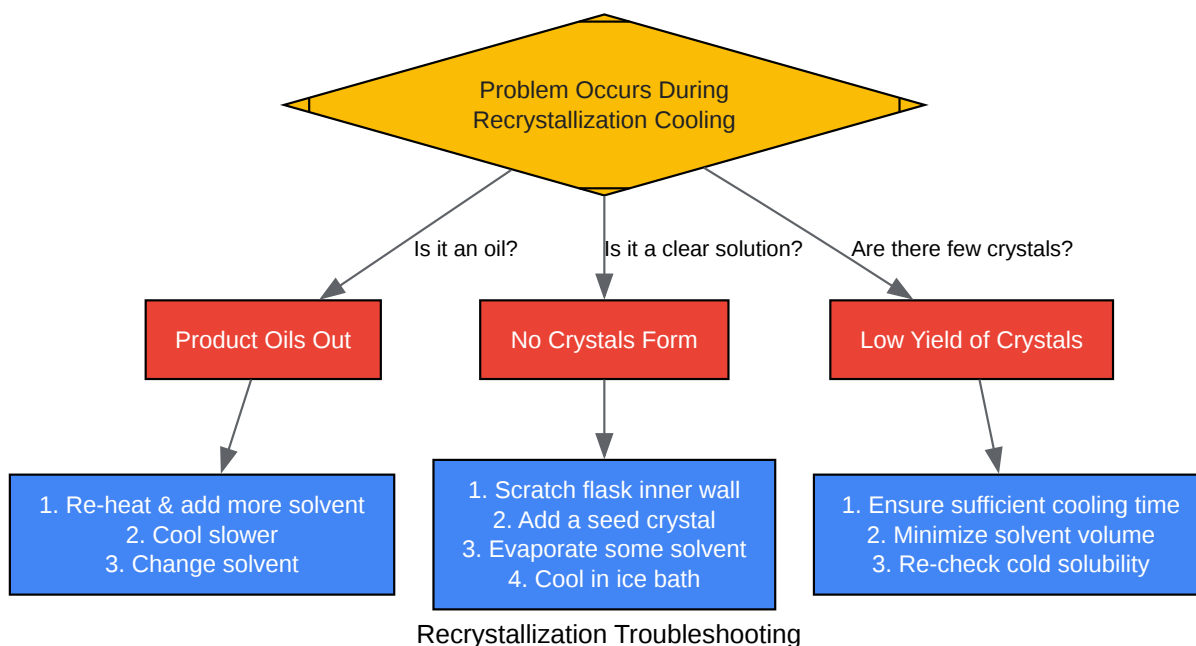 Problem Occurs During
Recrystallization Cooling
Is it an oil?
Is it a clear solution?
Are there few crystals?
Product Oils Out
No Crystals Form
Low Yield of Crystals
1. Re-heat & add more solvent
2. Cool slower
3. Change solvent
1. Scratch flask inner wall
2. Add a seed crystal
3. Evaporate some solvent
4. Cool in ice bath
1. Ensure sufficient cooling time
2. Minimize solvent volume
3. Re-check cold solubility
Recrystallization Troubleshooting